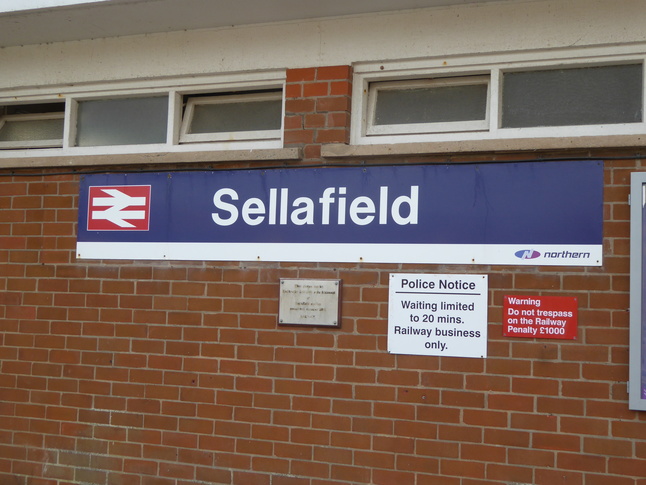 Sellafield
N northern
Police Notice
Waiting limited
to 20 mins.
Railway business
only.
Warning
Do not trespass
on the Railway
Penalty £1000